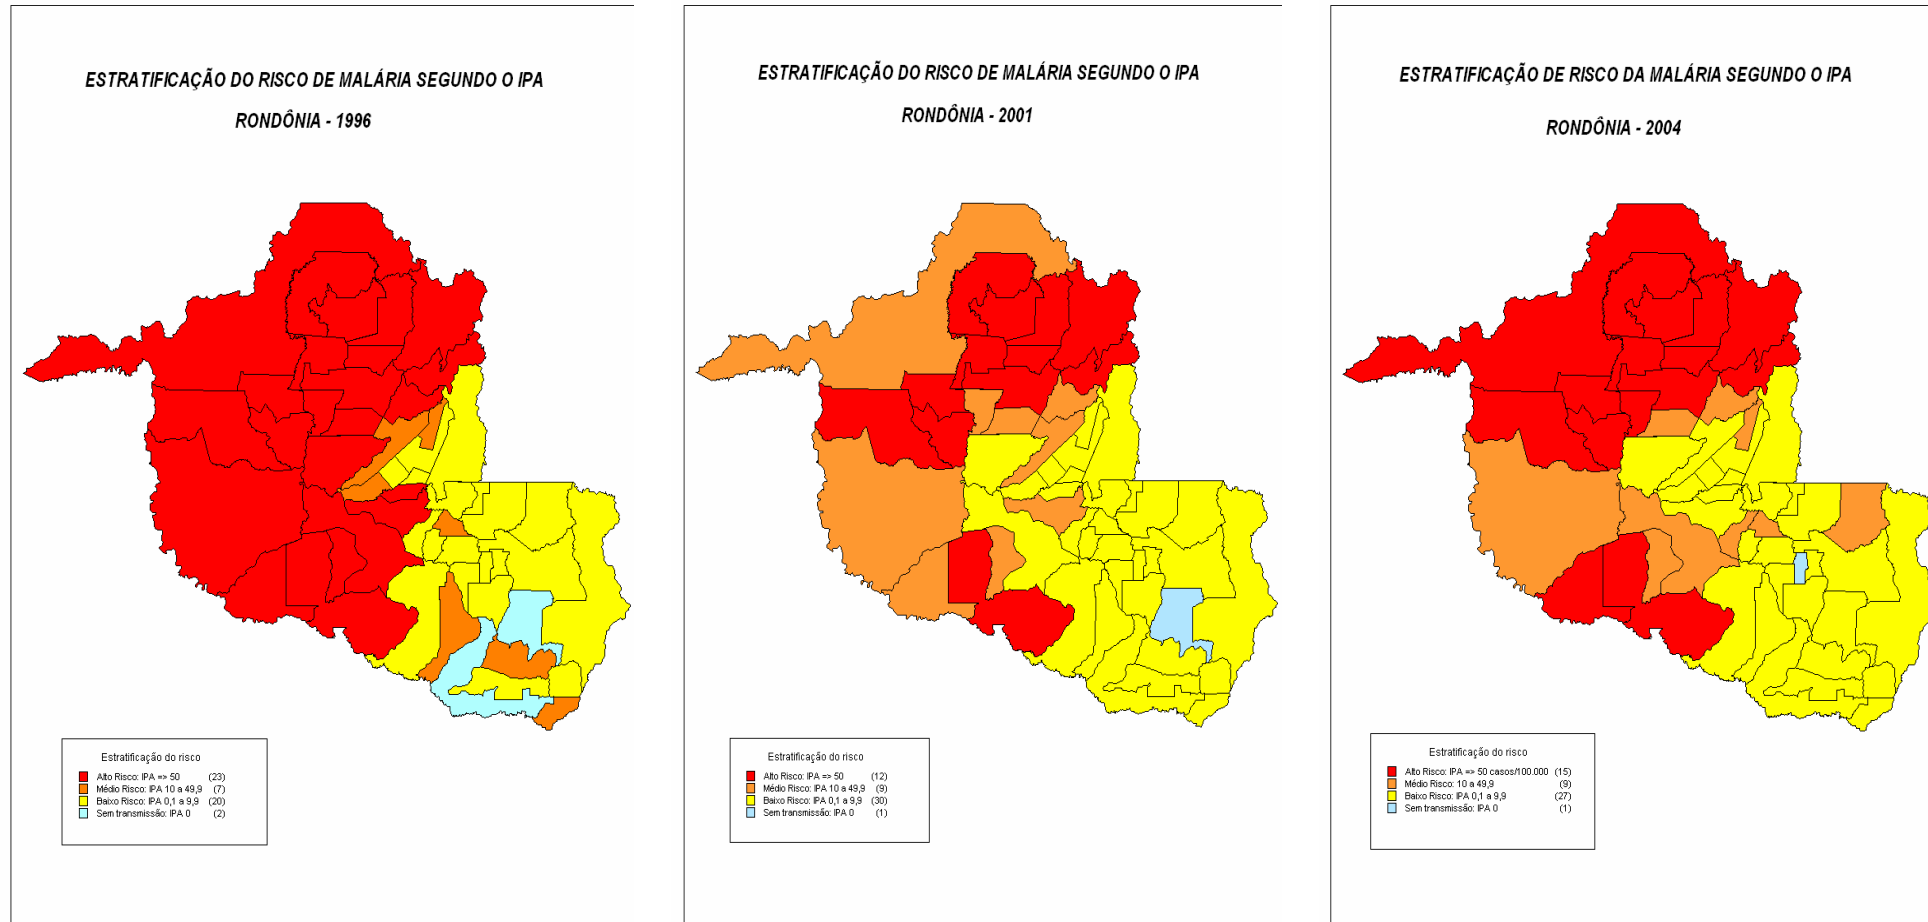 ESTRATIFICAÇÃO DO RISCO DE MALÁRIA SEGUNDO O IPA
RONDÔNIA - 1996
Estratificação do risco
Alto Risco: IPA => 50 (23)
Médio Risco: IPA 10 a 49,9 (7)
Baixo Risco: IPA 0,1 a 9,9 (20)
Sem transmissão: IPA 0 (2)
ESTRATIFICAÇÃO DO RISCO DE MALÁRIA SEGUNDO O IPA
RONDÔNIA - 2001
Estratificação do risco
Alto Risco: IPA => 50 (12)
Médio Risco: IPA 10 a 49,9 (9)
Baixo Risco: IPA 0,1 a 9,9 (30)
Sem transmissão: IPA 0 (1)
ESTRATIFICAÇÃO DE RISCO DA MALÁRIA SEGUNDO O IPA
RONDÔNIA - 2004
Estratificação do risco
Alto Risco: IPA => 50 casos/100.000 (15)
Médio Risco: 10 a 49,9 (9)
Baixo Risco: IPA 0,1 a 9,9 (27)
Sem transmissão: IPA 0 (1)